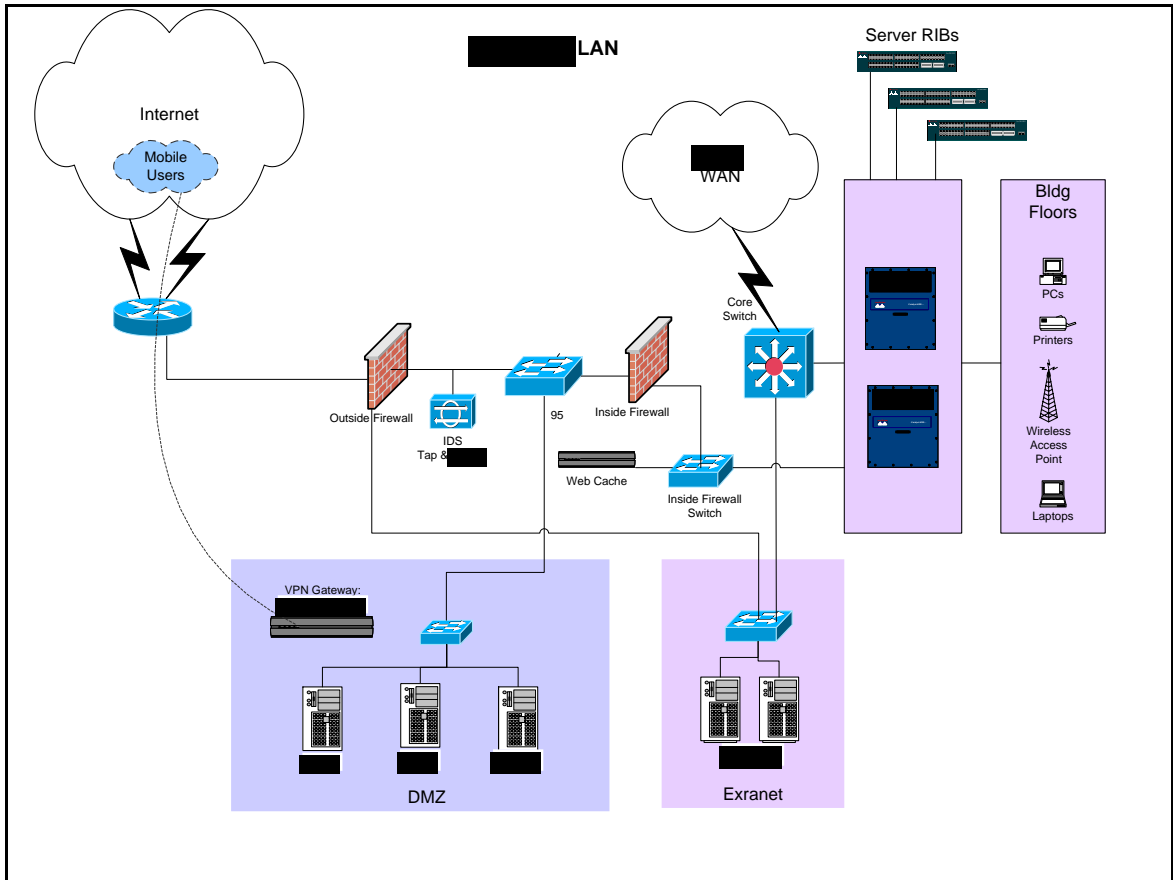 LAN
Server RIBs
Internet
Mobile
Users
WAN
Bldg
Floors
PCs
Printers
Wireless
Access
Point
Laptops
Core
Switch
Outside Firewall
IDS
Tap &
95
Inside Firewall
Web Cache
Inside Firewall
Switch
VPN Gateway:
DMZ
Exranet